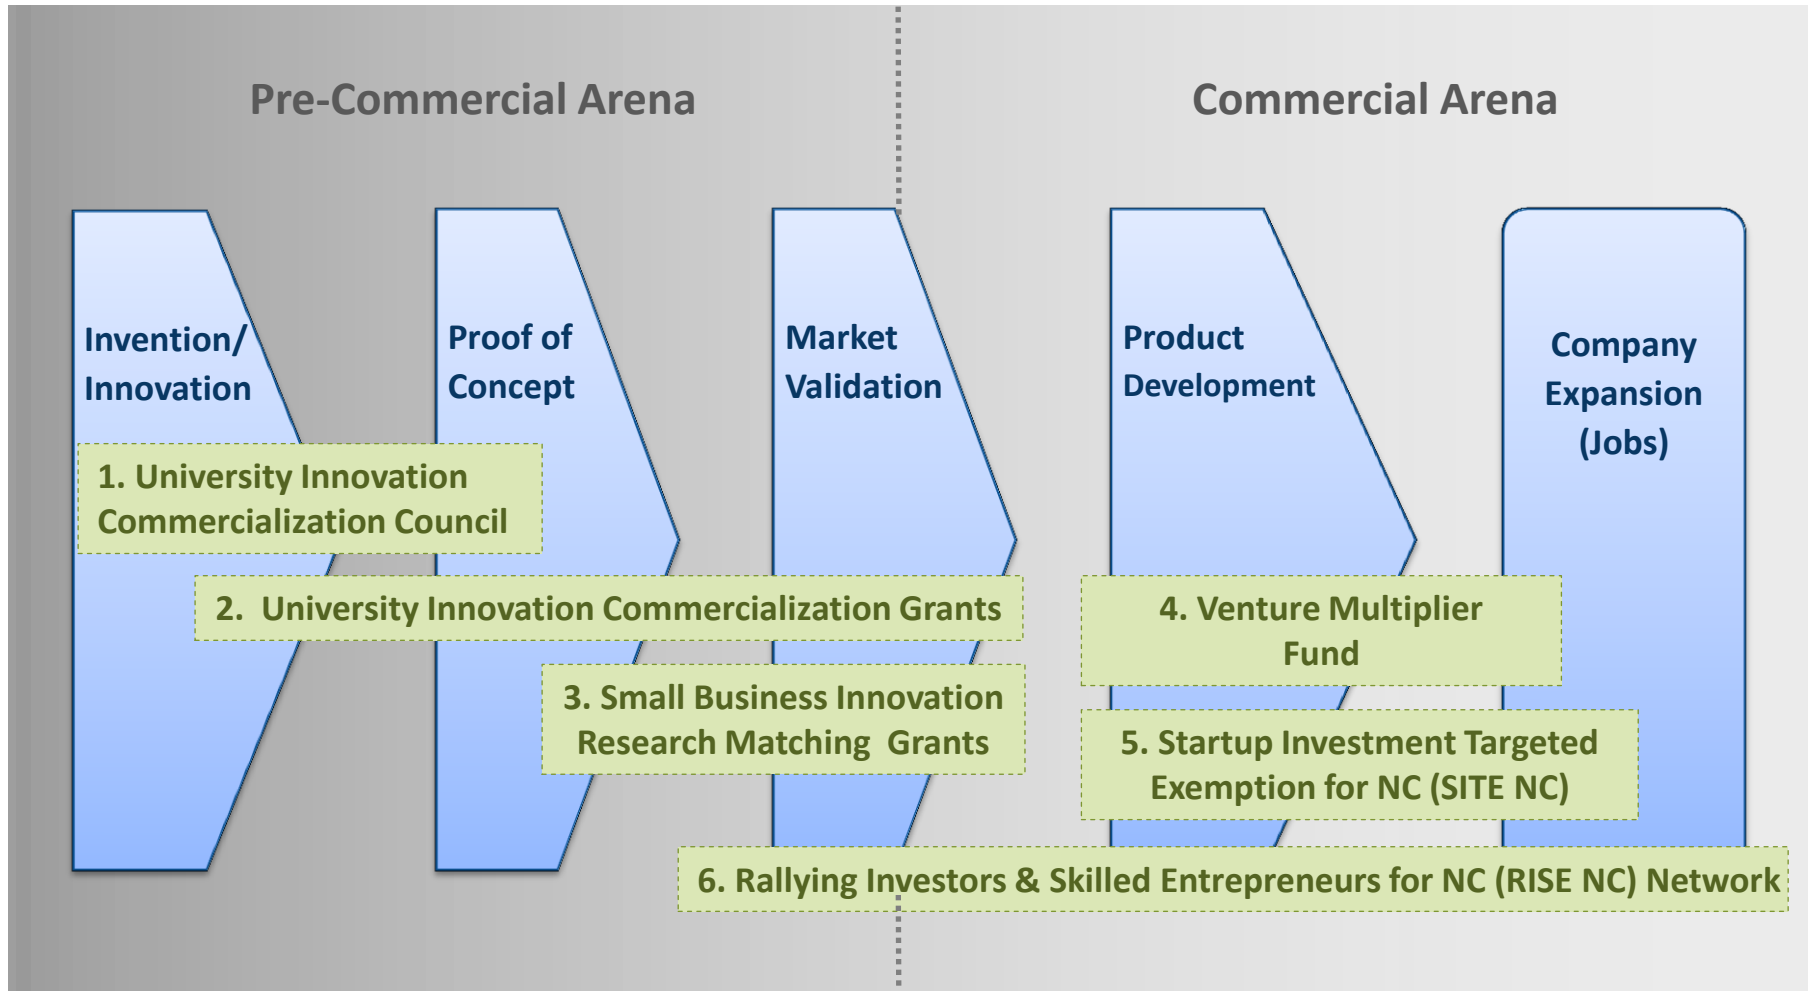 Pre-Commercial Arena
Commercial Arena
Invention/
Innovation
Proof of
Concept
Market
Validation
Product
Development
Company
Expansion
(Jobs)
1. University Innovation
Commercialization Council
2.  University Innovation Commercialization Grants
3. Small Business Innovation
Research Matching  Grants
4. Venture Multiplier
Fund
5. Startup Investment Targeted
Exemption for NC (SITE NC)
6. Rallying Investors & Skilled Entrepreneurs for NC (RISE NC) Network